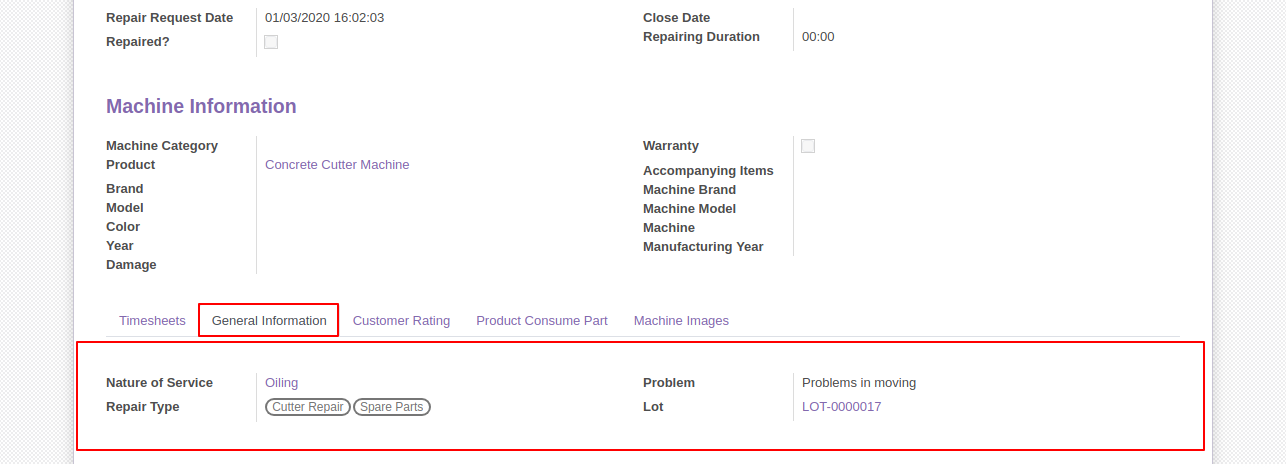 Repair Request Date 01/03/2020 16:02:03
Repaired?
Close Date
Repairing Duration 00:00
Machine Information
Machine Category
Product Concrete Cutter Machine
Brand
Model
Color
Year
Damage
Warranty
Accompanying Items
Machine Brand
Machine Model
Machine
Manufacturing Year
Timesheets General Information Customer Rating Product Consume Part Machine Images
Nature of Service Oiling
Repair Type Cutter Repair Spare Parts
Problem Problems in moving
Lot LOT-0000017